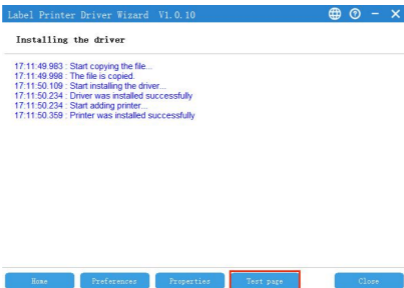 Label Printer Driver Wizard V1.0.10
Installing the driver
17:11:49.983 : Start copying the file...
17:11:49.998 : The file is copied.
17:11:50.109 : Start installing the driver...
17:11:50.234 : Driver was installed successfully
17:11:50.234 : Start adding printer...
17:11:50.359 : Printer was installed successfully
Home Preferences Properties Test page Close